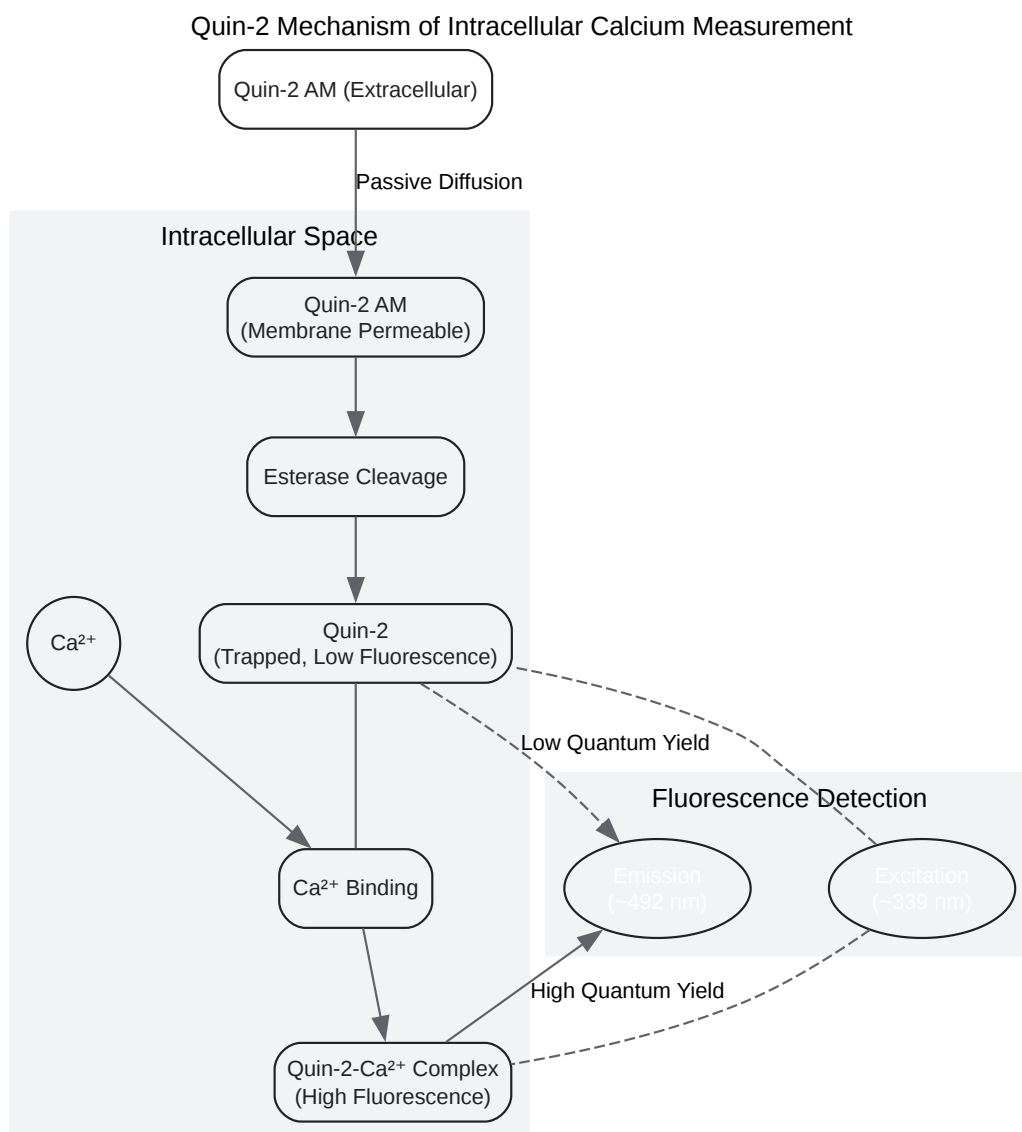 Quin-2 Mechanism of Intracellular Calcium Measurement
Quin-2 AM (Extracellular)
Passive Diffusion
Intracellular Space
Quin-2 AM
(Membrane Permeable)
Esterase Cleavage
Ca²⁺
Quin-2
(Trapped, Low Fluorescence)
Low Quantum Yield
Fluorescence Detection
Emission
(~492 nm)
Excitation
(~339 nm)
Ca²⁺ Binding
High Quantum Yield
Quin-2-Ca²⁺ Complex
(High Fluorescence)